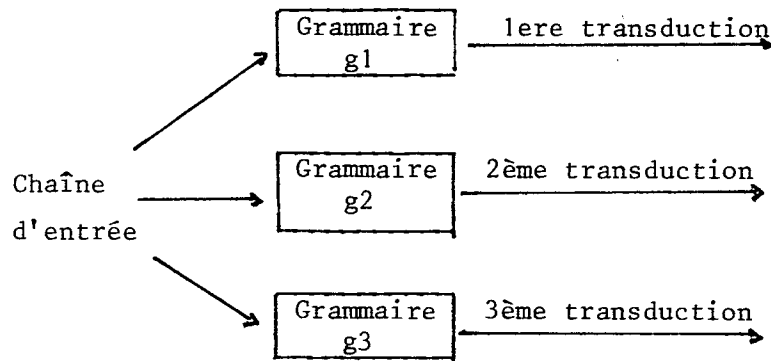 Grammaire
g1
1ere transduction
Chaîne
d'entrée
Grammaire
g2
2ème transduction
Grammaire
g3
3ème transduction